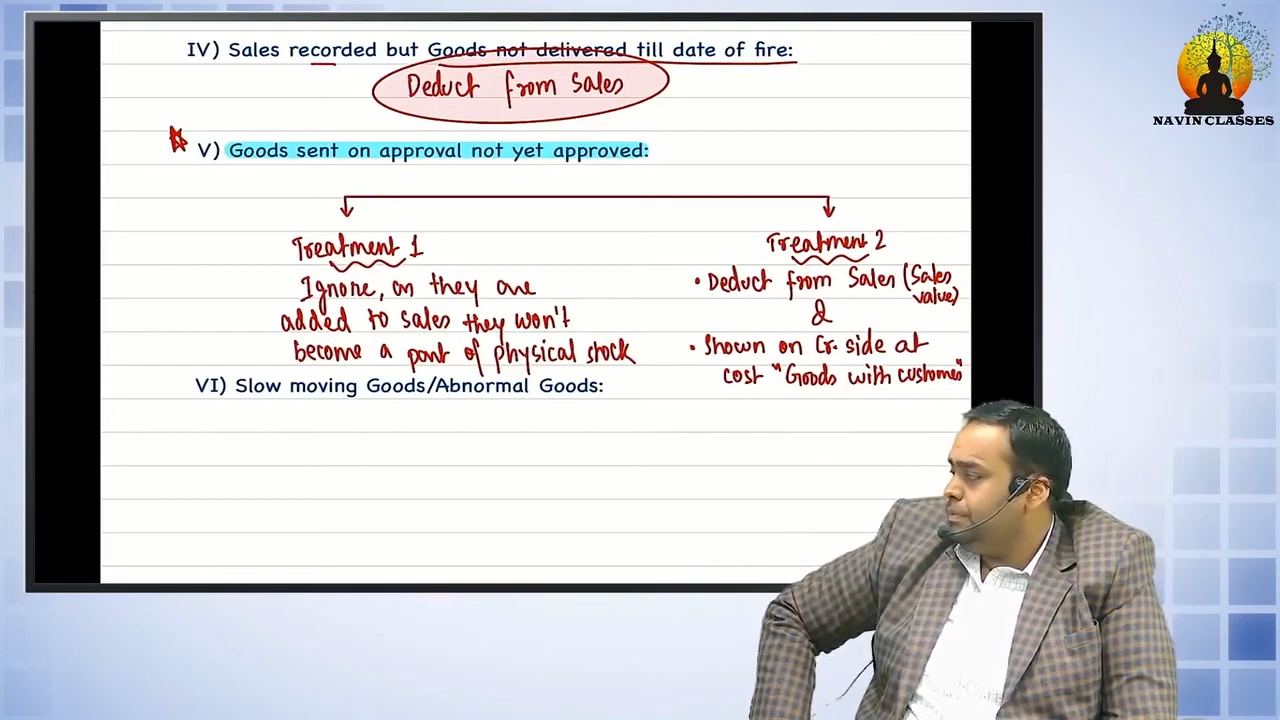 IV) Sales recorded but Goods not delivered till date of fire:
Deduct from Sales
V) Goods sent on approval not yet approved:
Treatment 1
Ignore, as they are
added to sales they won't
become a part of physical stock
Treatment 2
• Deduct from Sales (Sales value)
&
• Shown on Cr. side at
cost "Goods with customer"
VI) Slow moving Goods/Abnormal Goods:
NAVIN CLASSES